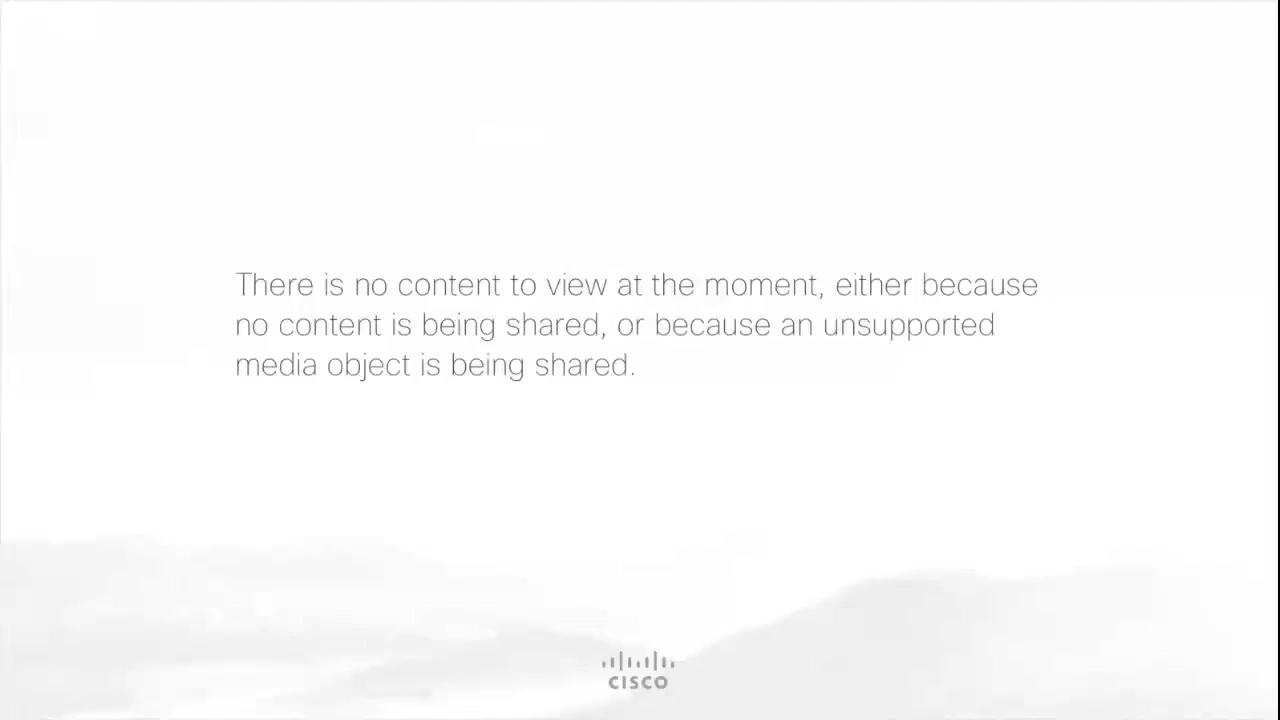 There is no content to view at the moment, either because
no content is being shared, or because an unsupported
media object is being shared.
CISCO